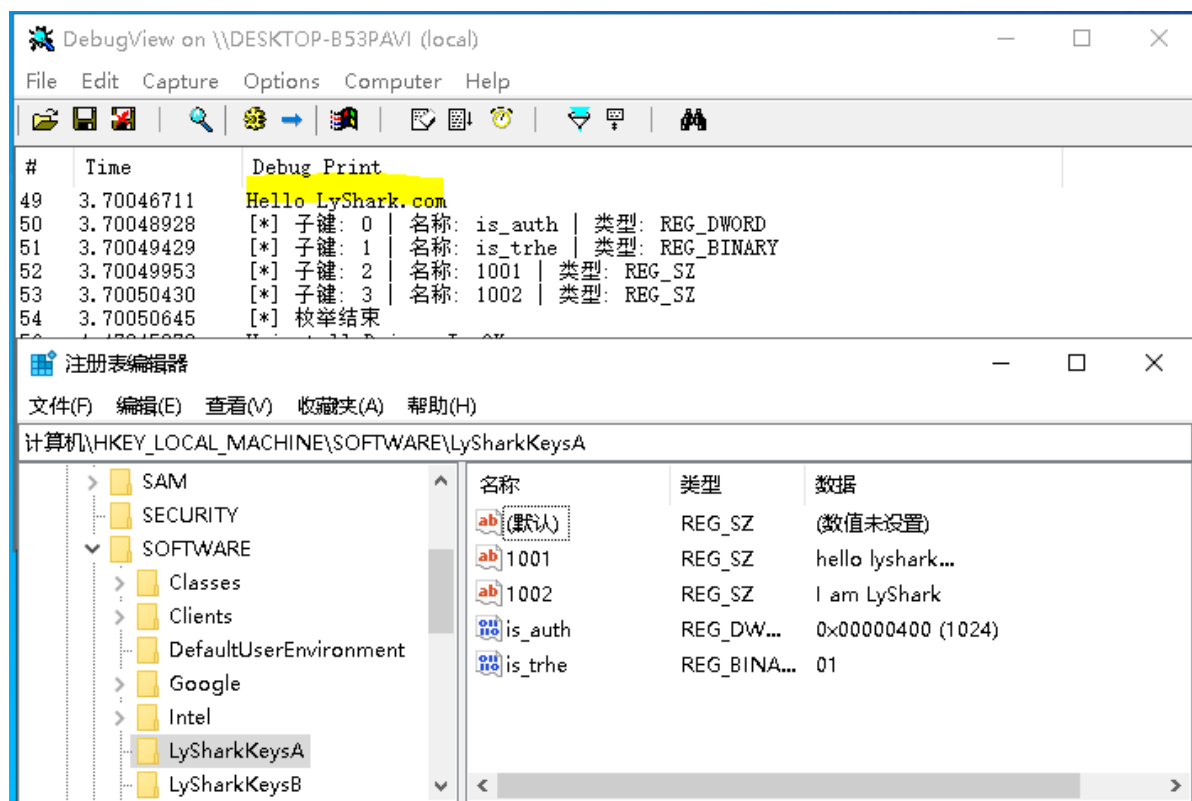 DebugView on \\DESKTOP-B53PAVI (local)
File Edit Capture Options Computer Help
# Time Debug Print
49 3.70046711 Hello LyShark.com
50 3.70048928 [*] 子键: 0 | 名称: is_auth | 类型: REG_DWORD
51 3.70049429 [*] 子键: 1 | 名称: is_trhe | 类型: REG_BINARY
52 3.70049953 [*] 子键: 2 | 名称: 1001 | 类型: REG_SZ
53 3.70050430 [*] 子键: 3 | 名称: 1002 | 类型: REG_SZ
54 3.70050645 [*] 枚举结束
注册表编辑器
文件(F) 编辑(E) 查看(V) 收藏夹(A) 帮助(H)
计算机\HKEY_LOCAL_MACHINE\SOFTWARE\LySharkKeysA
SAM
SECURITY
SOFTWARE
Classes
Clients
DefaultUserEnvironment
Google
Intel
LySharkKeysA
LySharkKeysB
名称 类型 数据
(默认) REG_SZ (数值未设置)
1001 REG_SZ hello lyshark...
1002 REG_SZ I am LyShark
is_auth REG_DW... 0x00000400 (1024)
is_trhe REG_BINA... 01